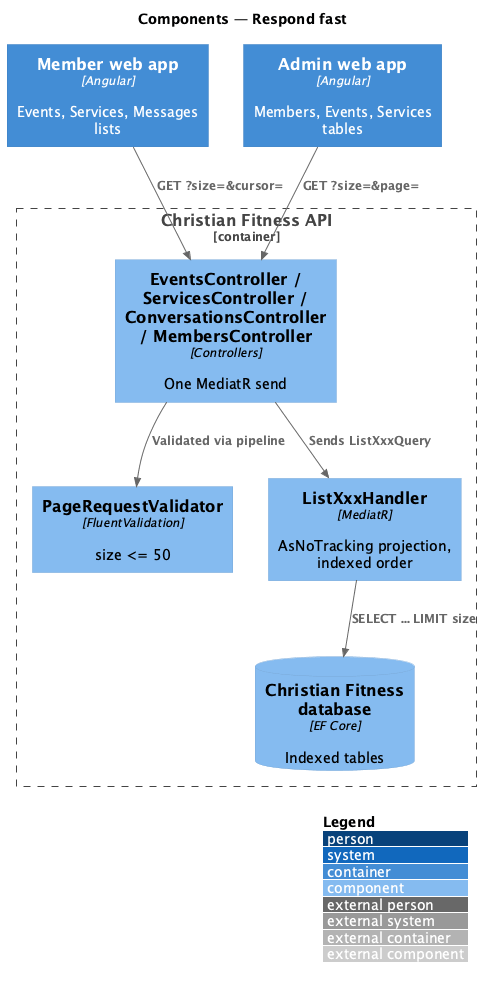 Components — Respond fast
Member web app
[Angular]
Events, Services, Messages
lists
Admin web app
[Angular]
Members, Events, Services
tables
GET ?size=&cursor=
GET ?size=&page=
Christian Fitness API
[container]
EventsController /
ServicesController /
ConversationsController
/ MembersController
[Controllers]
One MediatR send
Validated via pipeline
Sends ListXxxQuery
PageRequestValidator
[FluentValidation]
size <= 50
ListXxxHandler
[MediatR]
AsNoTracking projection,
indexed order
SELECT ... LIMIT size
Christian Fitness
database
[EF Core]
Indexed tables
Legend
person
system
container
component
external person
external system
external container
external component